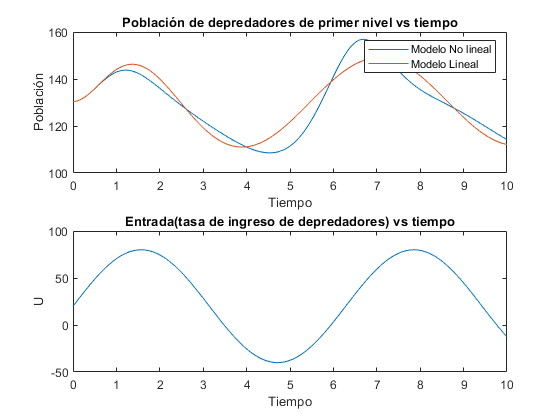 Población de depredadores de primer nivel vs tiempo
160
140
120
100
Población
Modelo No lineal
Modelo Lineal
0 1 2 3 4 5 6 7 8 9 10
Tiempo
Entrada(tasa de ingreso de depredadores) vs tiempo
100
50
0
-50
U
0 1 2 3 4 5 6 7 8 9 10
Tiempo